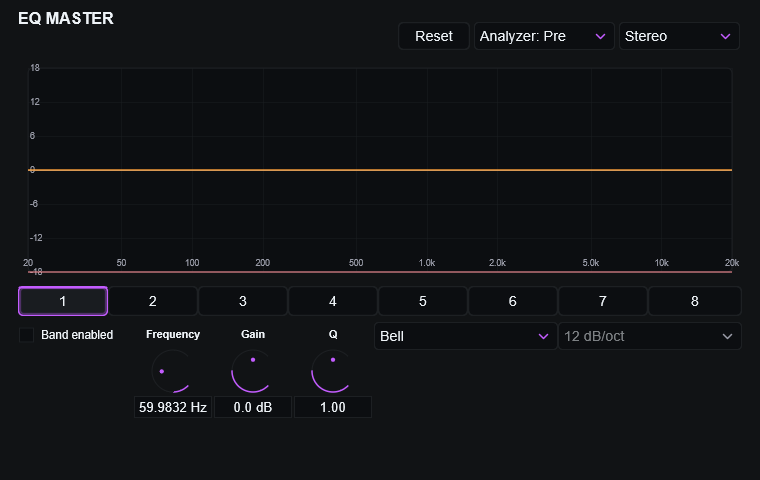 EQ MASTER
Reset
Analyzer: Pre
Stereo
18
12
6
0
-6
-12
-18
20 50 100 200 500 1.0k 2.0k 5.0k 10k 20k
1 2 3 4 5 6 7 8
Band enabled
Frequency
Gain
Q
Bell
12 dB/oct
59.9832 Hz
0.0 dB
1.00